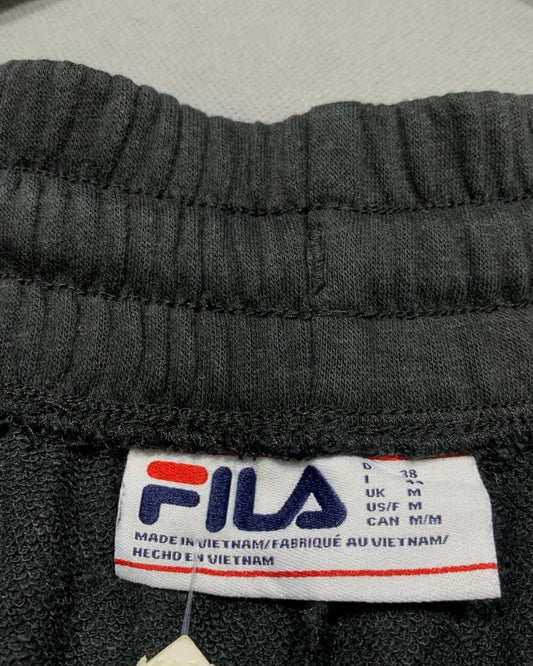 FILA
D 38
I
UK M
US/F M
CAN M/M
MADE IN VIETNAM/FABRIQUÉ AU VIETNAM/
HECHO EN VIETNAM